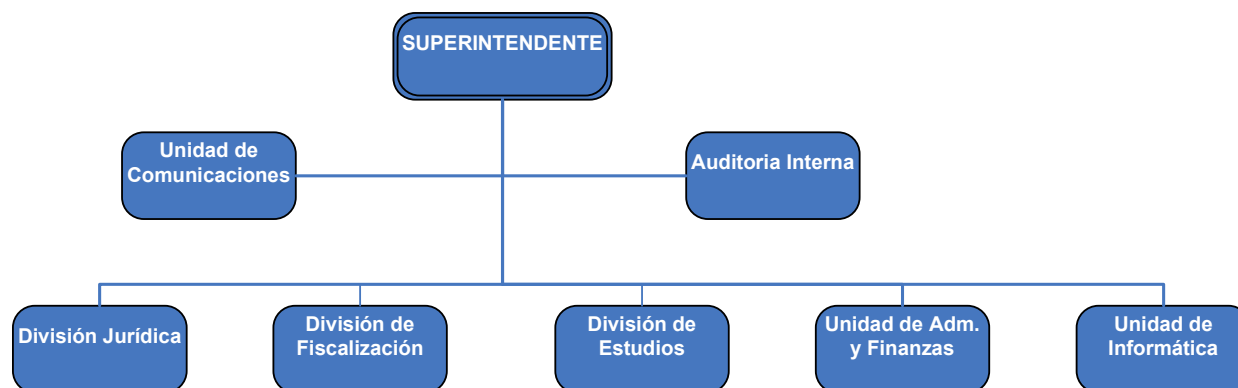 SUPERINTENDENTE
Unidad de
Comunicaciones
Auditoria Interna
División Jurídica
División de
Fiscalización
División de
Estudios
Unidad de Adm.
y Finanzas
Unidad de
Informática